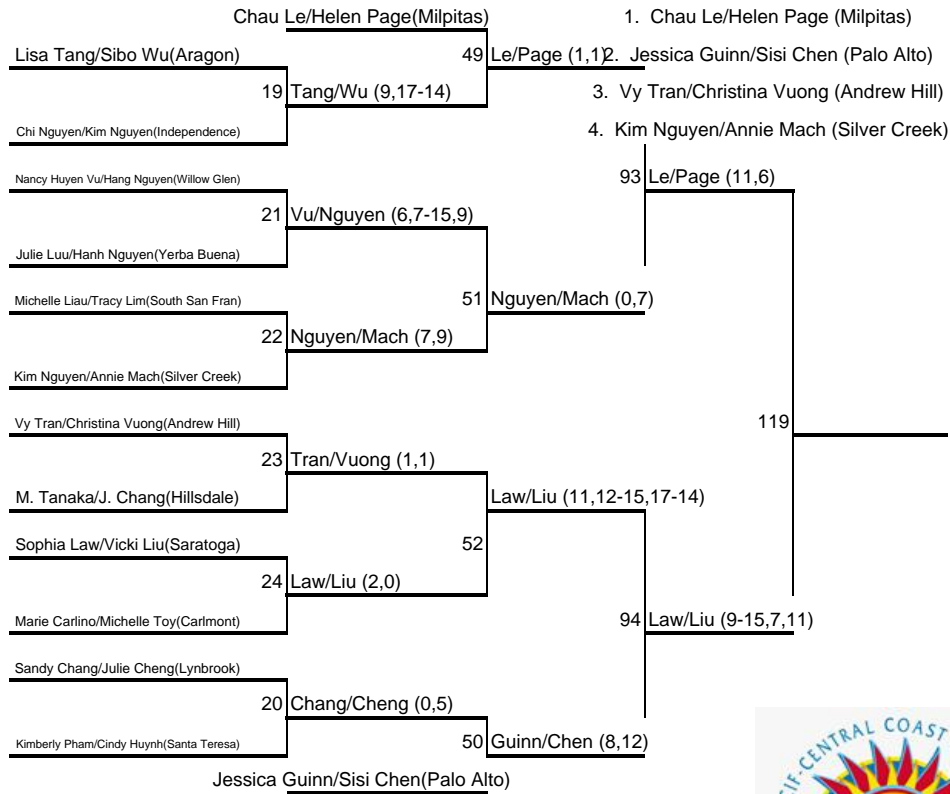 Chau Le/Helen Page(Milpitas)
1. Chau Le/Helen Page (Milpitas)
Lisa Tang/Sibo Wu(Aragon)
49 Le/Page (1,1)
2. Jessica Guinn/Sisi Chen (Palo Alto)
19 Tang/Wu (9,17-14)
3. Vy Tran/Christina Vuong (Andrew Hill)
Chi Nguyen/Kim Nguyen(Independence)
4. Kim Nguyen/Annie Mach (Silver Creek)
Nancy Huyen Vu/Hang Nguyen(Willow Glen)
93 Le/Page (11,6)
21 Vu/Nguyen (6,7-15,9)
Julie Luu/Hanh Nguyen(Yerba Buena)
Michelle Liau/Tracy Lim(South San Fran)
51 Nguyen/Mach (0,7)
22 Nguyen/Mach (7,9)
Kim Nguyen/Annie Mach(Silver Creek)
Vy Tran/Christina Vuong(Andrew Hill)
119
23 Tran/Vuong (1,1)
M. Tanaka/J. Chang(Hillsdale)
Law/Liu (11,12-15,17-14)
Sophia Law/Vicki Liu(Saratoga)
52
24 Law/Liu (2,0)
Marie Carlino/Michelle Toy(Carlmont)
94 Law/Liu (9-15,7,11)
Sandy Chang/Julie Cheng(Lynbrook)
20 Chang/Cheng (0,5)
Kimberly Pham/Cindy Huynh(Santa Teresa)
50 Guinn/Chen (8,12)
Jessica Guinn/Sisi Chen(Palo Alto)
CIF-CENTRAL COAST